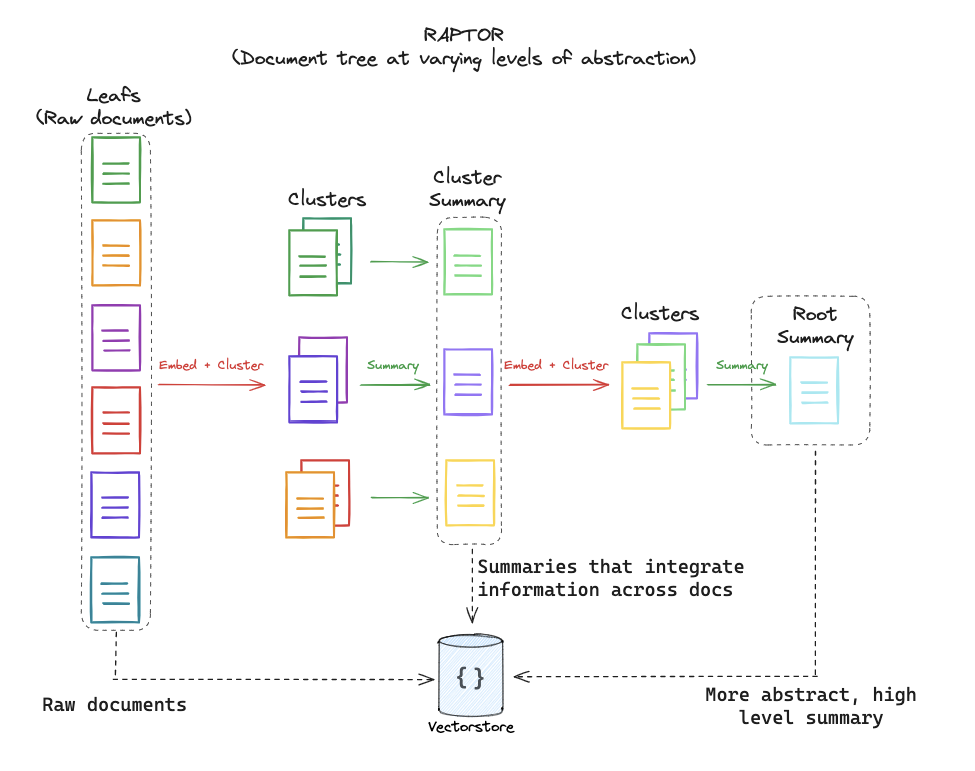 RAPTOR
(Document tree at varying levels of abstraction)
Leafs
(Raw documents)
Clusters
Cluster
Summary
Clusters
Root
Summary
Embed + Cluster
Summary
Embed + Cluster
Summary
Summaries that integrate
information across docs
{}
Vectorstore
Raw documents
More abstract, high
level summary